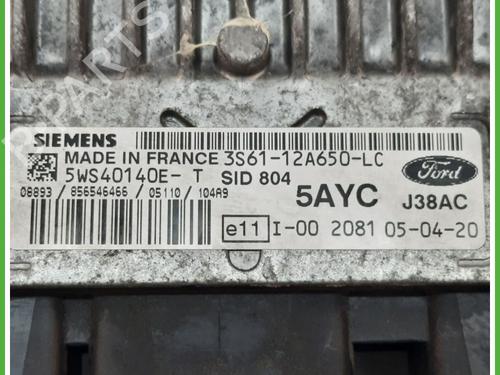 PARTS
SIEMENS
MADE IN FRANCE 3S61-12A650-LC
5WS40140E- T SID 804
08893 / 856546466 / 05110 / 104A9
Ford
5AYC J38AC
e11 I-00 2081 05-04-20